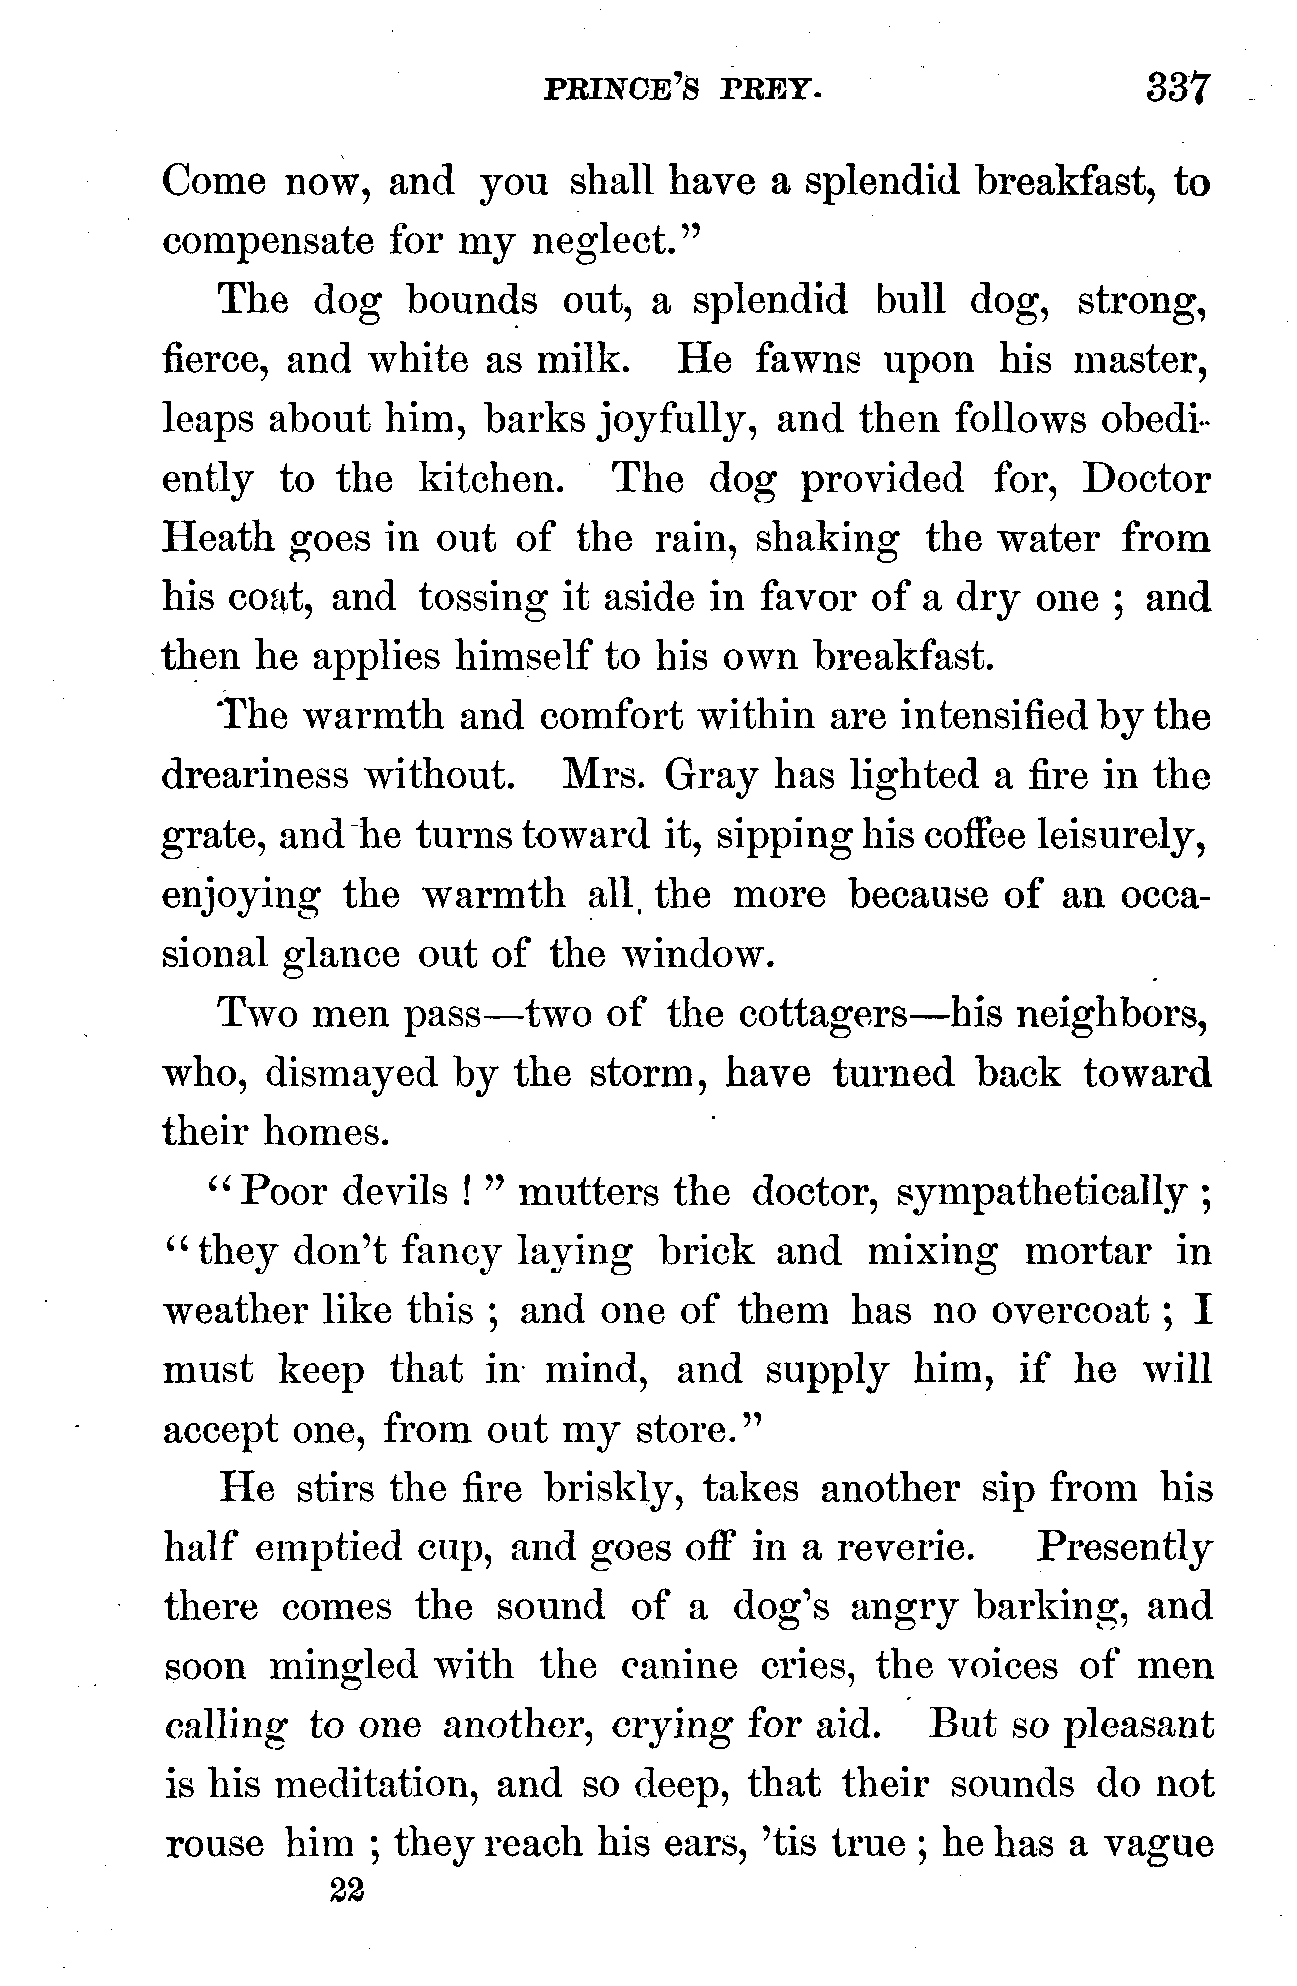 PRINCE'S PREY. 337
Come now, and you shall have a splendid breakfast, to
compensate for my neglect."
The dog bounds out, a splendid bull dog, strong,
fierce, and white as milk. He fawns upon his master,
leaps about him, barks joyfully, and then follows obedi-
ently to the kitchen. The dog provided for, Doctor
Heath goes in out of the rain, shaking the water from
his coat, and tossing it aside in favor of a dry one ; and
then he applies himself to his own breakfast.
The warmth and comfort within are intensified by the
dreariness without. Mrs. Gray has lighted a fire in the
grate, and he turns toward it, sipping his coffee leisurely,
enjoying the warmth all the more because of an occa-
sional glance out of the window.
Two men pass—two of the cottagers—his neighbors,
who, dismayed by the storm, have turned back toward
their homes.
"Poor devils ! " mutters the doctor, sympathetically ;
"they don't fancy laying brick and mixing mortar in
weather like this ; and one of them has no overcoat ; I
must keep that in mind, and supply him, if he will
accept one, from out my store."
He stirs the fire briskly, takes another sip from his
half emptied cup, and goes off in a reverie. Presently
there comes the sound of a dog's angry barking, and
soon mingled with the canine cries, the voices of men
calling to one another, crying for aid. But so pleasant
is his meditation, and so deep, that their sounds do not
rouse him ; they reach his ears, 'tis true ; he has a vague
22